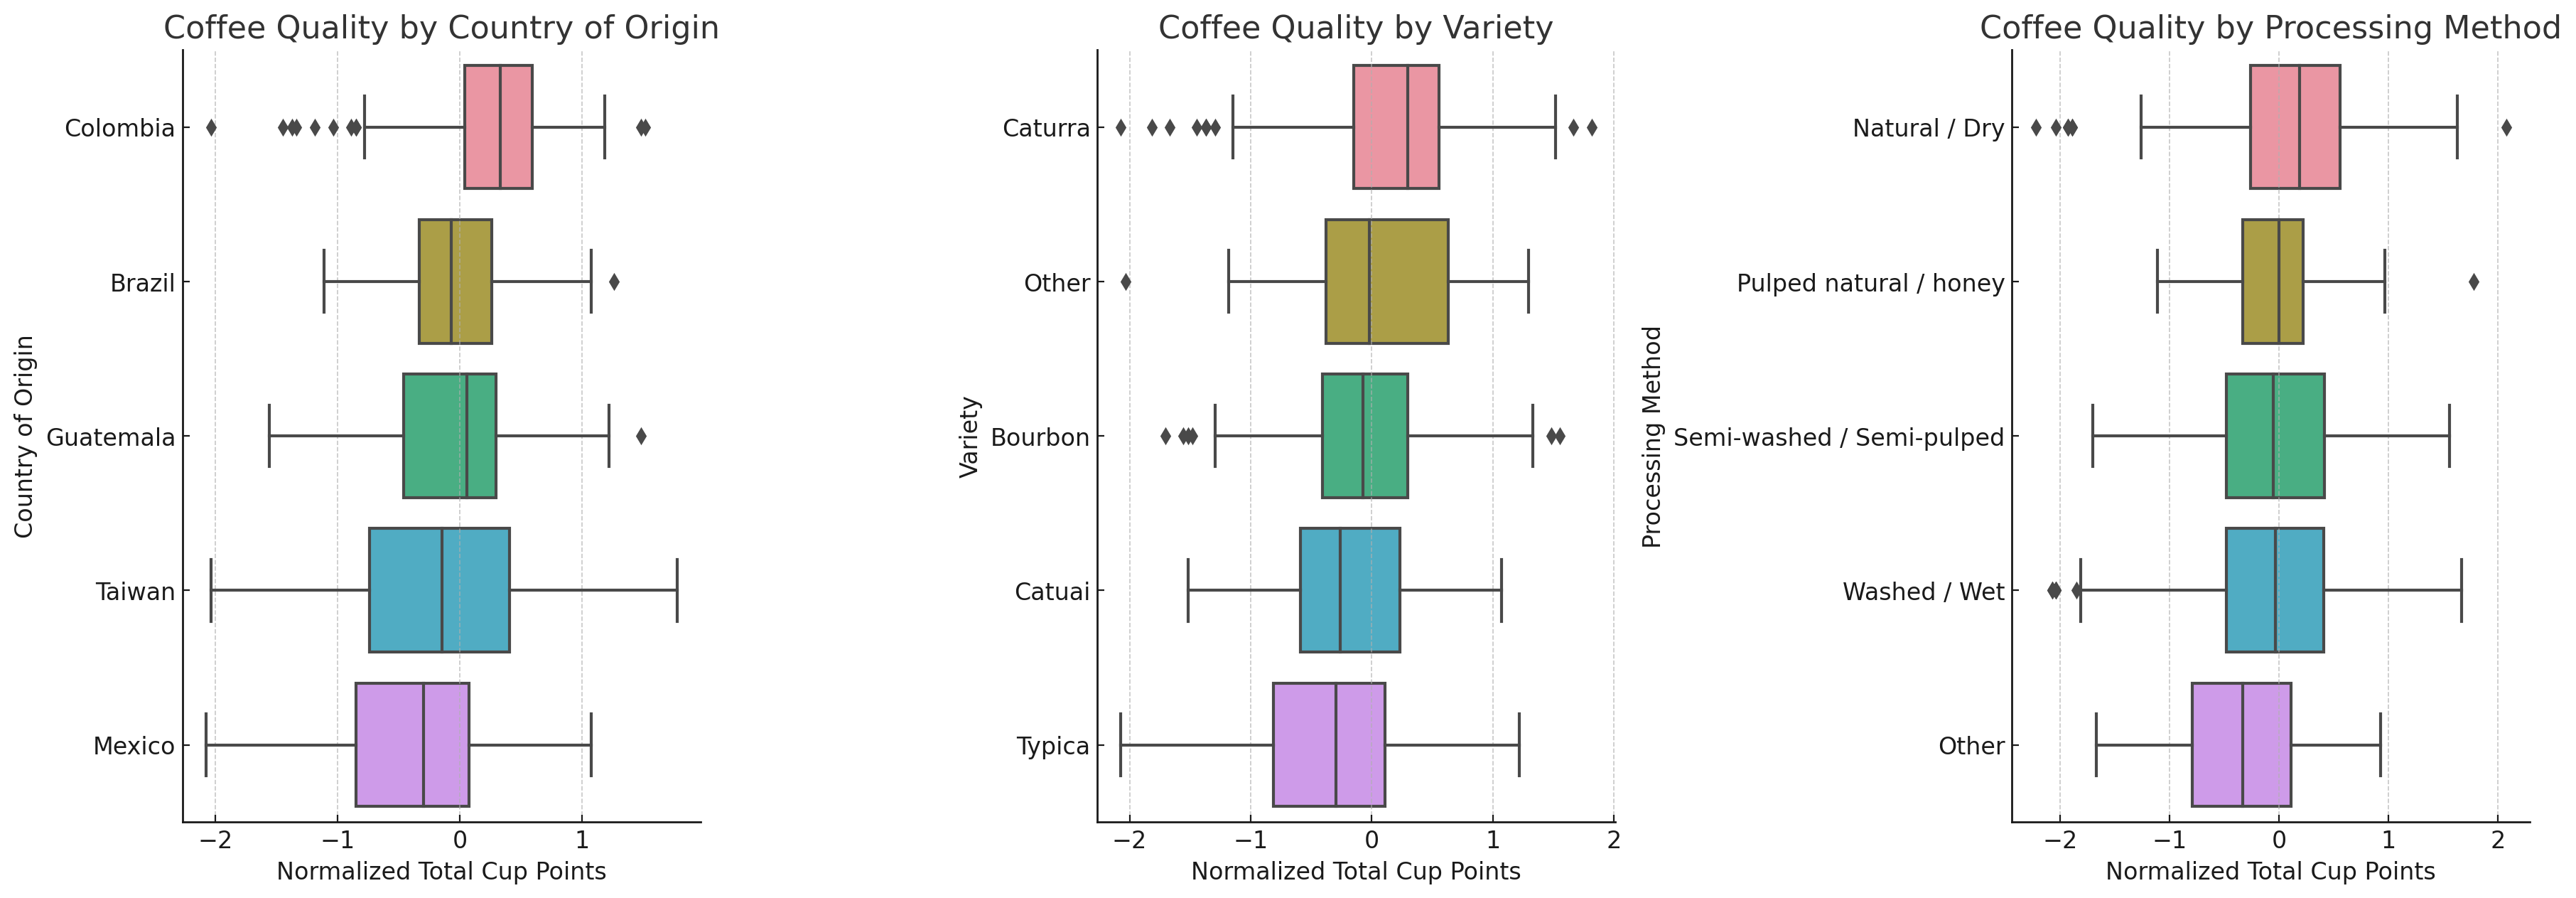 Coffee Quality by Country of Origin
Country of Origin
Colombia
Brazil
Guatemala
Taiwan
Mexico
−2 −1 0 1
Normalized Total Cup Points
Coffee Quality by Variety
Variety
Caturra
Other
Bourbon
Catuai
Typica
−2 −1 0 1 2
Normalized Total Cup Points
Coffee Quality by Processing Method
Processing Method
Natural / Dry
Pulped natural / honey
Semi-washed / Semi-pulped
Washed / Wet
Other
−2 −1 0 1 2
Normalized Total Cup Points